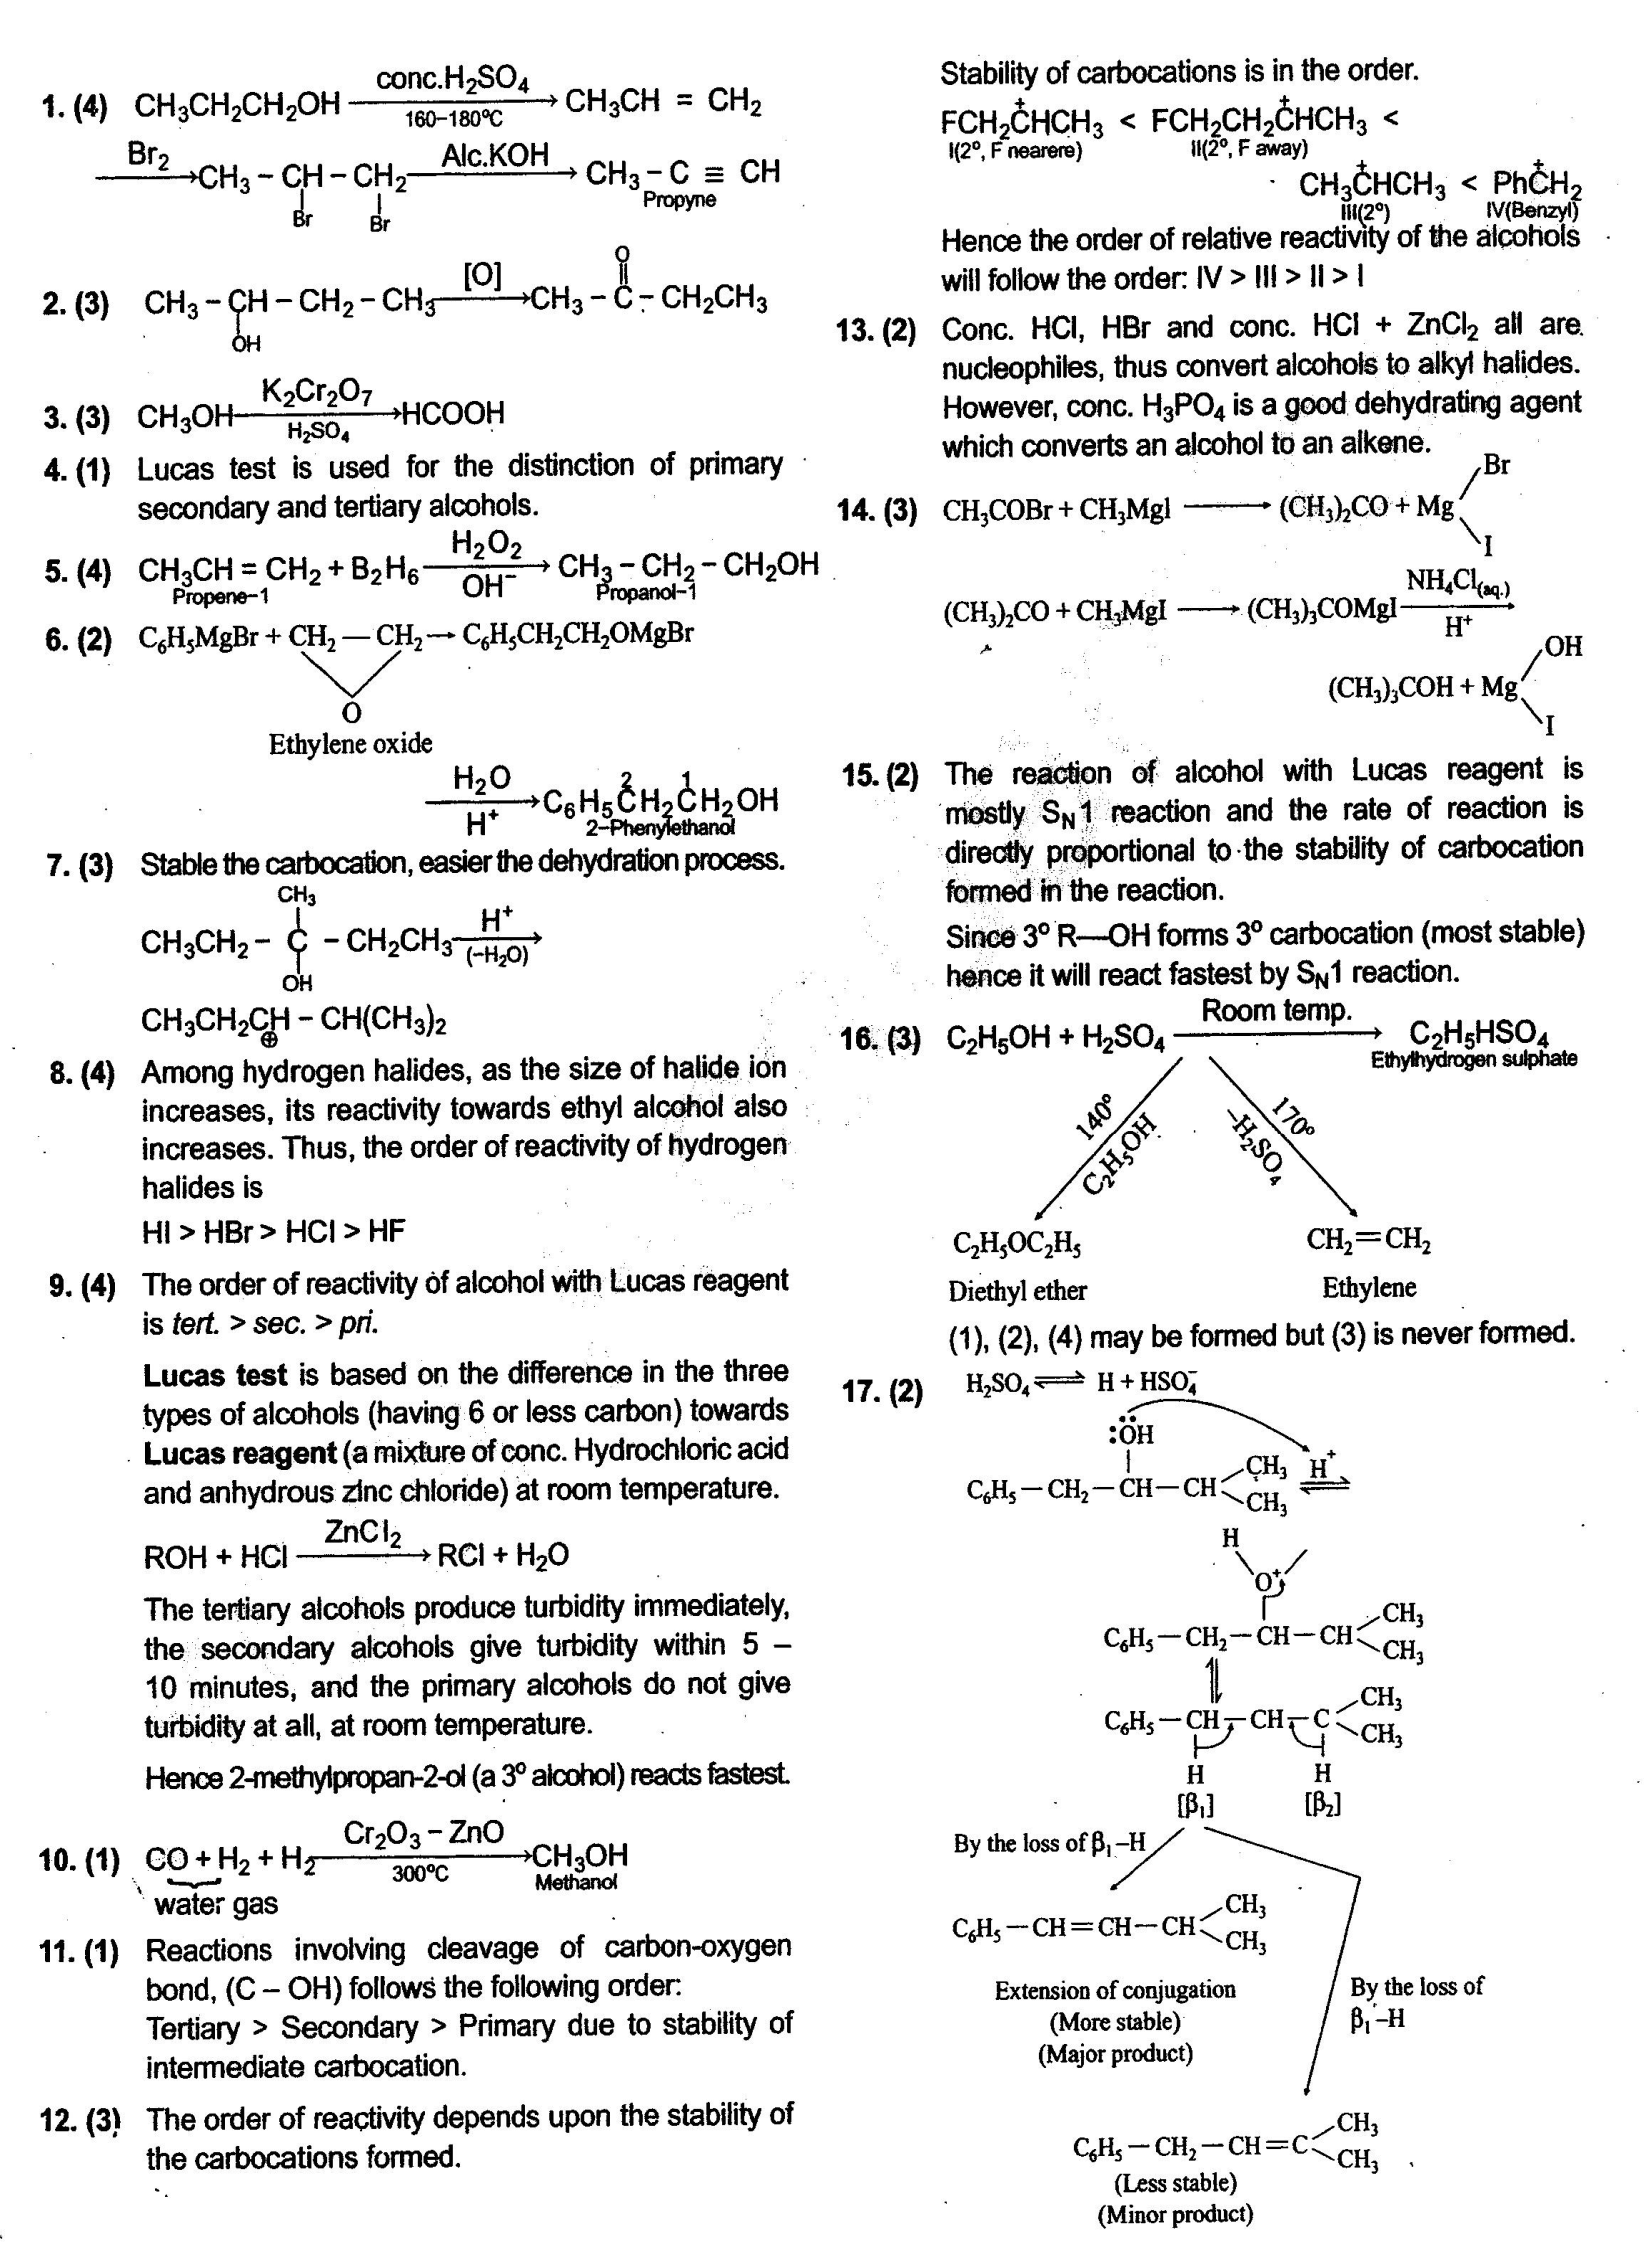 1. (4) CH₃CH₂CH₂OH conc.H₂SO₄ 160–180ºC → CH₃CH = CH₂
Br₂ → CH₃ – CH – CH₂ Alc.KOH → CH₃ – C ≡ CH
Br Br Propyne
2. (3) CH₃ – CH – CH₂ – CH₃ [O] → CH₃ – C – CH₂CH₃
OH O
3. (3) CH₃OH K₂Cr₂O₇ H₂SO₄ → HCOOH
4. (1) Lucas test is used for the distinction of primary
secondary and tertiary alcohols.
5. (4) CH₃CH = CH₂ + B₂H₆ H₂O₂ OH⁻ → CH₃ – CH₂ – CH₂OH
Propene–1 Propanol–1
6. (2) C₆H₅MgBr + CH₂ — CH₂ → C₆H₅CH₂CH₂OMgBr
O
Ethylene oxide
H₂O H⁺ → C₆H₅CH₂CH₂OH
2 1
2–Phenylethanol
7. (3) Stable the carbocation, easier the dehydration process.
CH₃
CH₃CH₂ – C – CH₂CH₃ H⁺ (–H₂O) →
OH
CH₃CH₂CH – CH(CH₃)₂
⊕
8. (4) Among hydrogen halides, as the size of halide ion
increases, its reactivity towards ethyl alcohol also
increases. Thus, the order of reactivity of hydrogen
halides is
HI > HBr > HCl > HF
9. (4) The order of reactivity of alcohol with Lucas reagent
is tert. > sec. > pri.
Lucas test is based on the difference in the three
types of alcohols (having 6 or less carbon) towards
Lucas reagent (a mixture of conc. Hydrochloric acid
and anhydrous zinc chloride) at room temperature.
ROH + HCl ZnCl₂ → RCl + H₂O
The tertiary alcohols produce turbidity immediately,
the secondary alcohols give turbidity within 5 –
10 minutes, and the primary alcohols do not give
turbidity at all, at room temperature.
Hence 2-methylpropan-2-ol (a 3º alcohol) reacts fastest.
10. (1) CO + H₂ + H₂ Cr₂O₃ – ZnO 300ºC → CH₃OH
water gas Methanol
11. (1) Reactions involving cleavage of carbon-oxygen
bond, (C – OH) follows the following order:
Tertiary > Secondary > Primary due to stability of
intermediate carbocation.
12. (3) The order of reactivity depends upon the stability of
the carbocations formed.
Stability of carbocations is in the order.
FCH₂C⁺HCH₃ < FCH₂CH₂C⁺HCH₃ <
I(2º, F nearere) II(2º, F away)
CH₃C⁺HCH₃ < PhC⁺H₂
III(2º) IV(Benzyl)
Hence the order of relative reactivity of the alcohols
will follow the order: IV > III > II > I
13. (2) Conc. HCl, HBr and conc. HCl + ZnCl₂ all are
nucleophiles, thus convert alcohols to alkyl halides.
However, conc. H₃PO₄ is a good dehydrating agent
which converts an alcohol to an alkene.
14. (3) CH₃COBr + CH₃MgI → (CH₃)₂CO + Mg Br I
(CH₃)₂CO + CH₃MgI → (CH₃)₃COMgI NH₄Cl(aq.) H⁺ →
(CH₃)₃COH + Mg OH I
15. (2) The reaction of alcohol with Lucas reagent is
mostly Sɴ1 reaction and the rate of reaction is
directly proportional to the stability of carbocation
formed in the reaction.
Since 3º R—OH forms 3º carbocation (most stable)
hence it will react fastest by Sɴ1 reaction.
16. (3) C₂H₅OH + H₂SO₄ Room temp. → C₂H₅HSO₄
Ethylhydrogen sulphate
140º C₂H₅OH 170º –H₂SO₄
C₂H₅OC₂H₅ CH₂=CH₂
Diethyl ether Ethylene
(1), (2), (4) may be formed but (3) is never formed.
17. (2) H₂SO₄ ⇌ H + HSO₄⁻
:ÖH
C₆H₅ — CH₂ — CH — CH CH₃ CH₃ H⁺ ⇌
H
O⁺
C₆H₅ — CH₂ — CH — CH CH₃ CH₃
⇌
C₆H₅ — CH — CH — C CH₃ CH₃
H H
[β₁] [β₂]
By the loss of β₁–H
C₆H₅ — CH = CH — CH CH₃ CH₃
Extension of conjugation
(More stable)
(Major product)
By the loss of
β₁–H
C₆H₅ — CH₂ — CH = C CH₃ CH₃
(Less stable)
(Minor product)